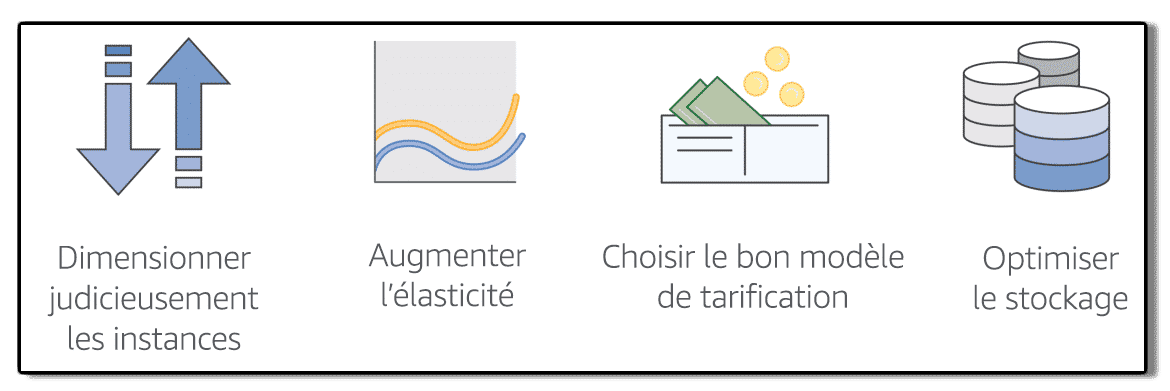 Dimensionner
judicieusement
les instances
Augmenter
l’élasticité
Choisir le bon modèle
de tarification
Optimiser
le stockage